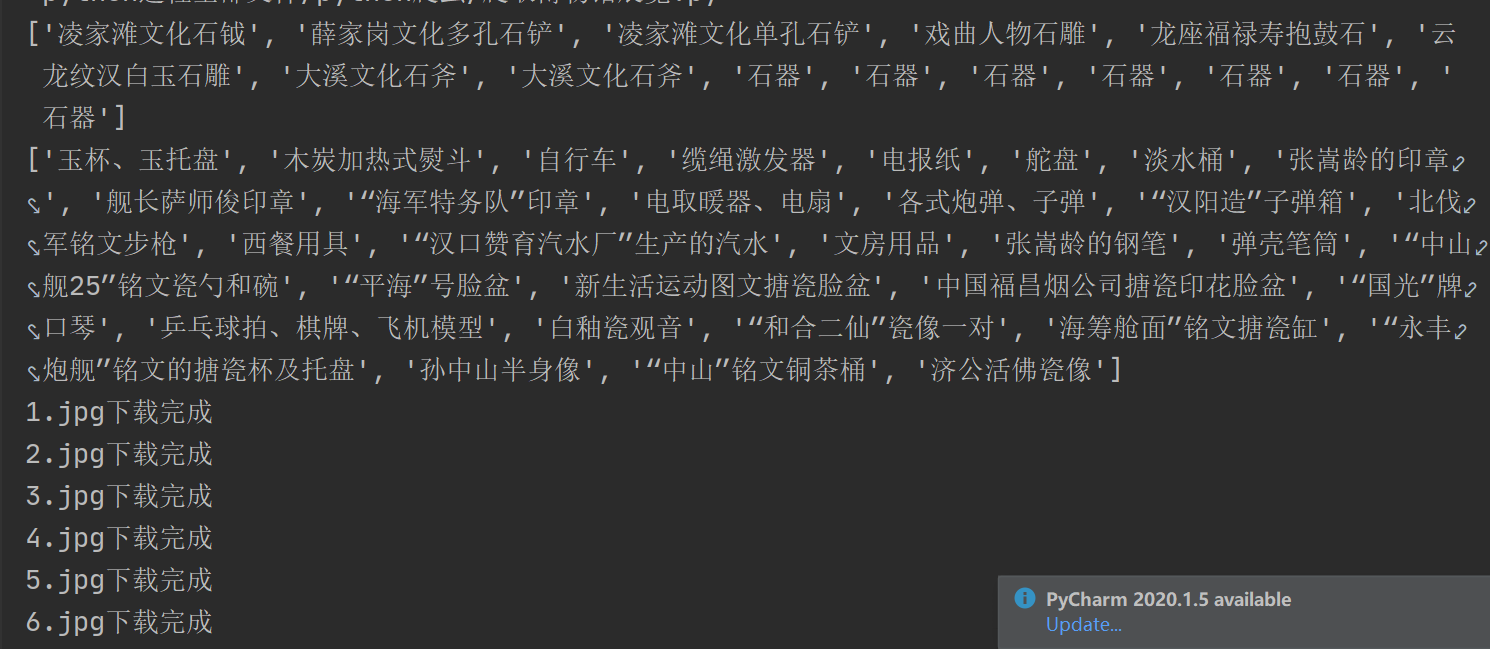 ['凌家滩文化石钺', '薛家岗文化多孔石铲', '凌家滩文化单孔石铲', '戏曲人物石雕', '龙座福禄寿抱鼓石', '云
龙纹汉白玉石雕', '大溪文化石斧', '大溪文化石斧', '石器', '石器', '石器', '石器', '石器', '石器', '
石器']
['玉杯、玉托盘', '木炭加热式熨斗', '自行车', '缆绳激发器', '电报纸', '舵盘', '淡水桶', '张嵩龄的印章
', '舰长萨师俊印章', '“海军特务队”印章', '电取暖器、电扇', '各式炮弹、子弹', '“汉阳造”子弹箱', '北伐
军铭文步枪', '西餐用具', '“汉口赞育汽水厂”生产的汽水', '文房用品', '张嵩龄的钢笔', '弹壳笔筒', '“中山
舰25”铭文瓷勺和碗', '“平海”号脸盆', '新生活运动图文搪瓷脸盆', '中国福昌烟公司搪瓷印花脸盆', '“国光”牌
口琴', '乒乓球拍、棋牌、飞机模型', '白釉瓷观音', '“和合二仙”瓷像一对', '海筹舱面”铭文搪瓷缸', '“永丰
炮舰”铭文的搪瓷杯及托盘', '孙中山半身像', '“中山”铭文铜茶桶', '济公活佛瓷像']
1.jpg下载完成
2.jpg下载完成
3.jpg下载完成
4.jpg下载完成
5.jpg下载完成
6.jpg下载完成
PyCharm 2020.1.5 available
Update...